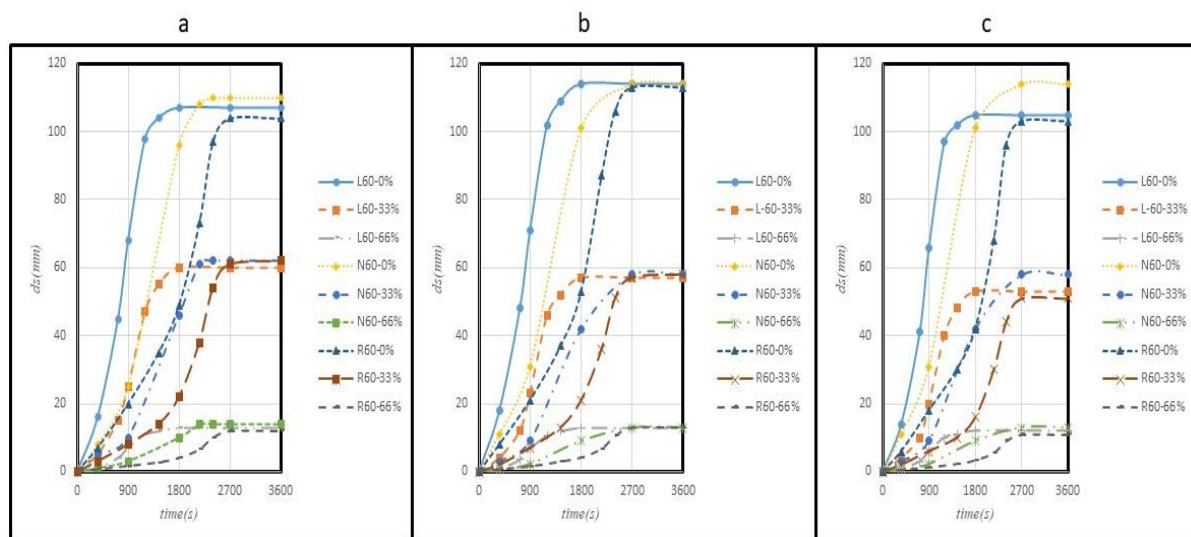 a
b
c
120
100
80
60
40
20
0
0 900 1800 2700 3600
ds(mm)
time(s)
L60-0%
L60-33%
L60-66%
N60-0%
N60-33%
N60-66%
R60-0%
R60-33%
R60-66%
120
100
80
60
40
20
0
0 900 1800 2700 3600
ds(mm)
time(s)
L60-0%
L-60-33%
L60-66%
N60-0%
N60-33%
N60-66%
R60-0%
R60-33%
R60-66%
120
100
80
60
40
20
0
0 900 1800 2700 3600
ds(mm)
time(s)
L60-0%
L60-33%
L60-66%
N60-0%
N60-33%
N60-66%
R60-0%
R60-33%
R60-66%